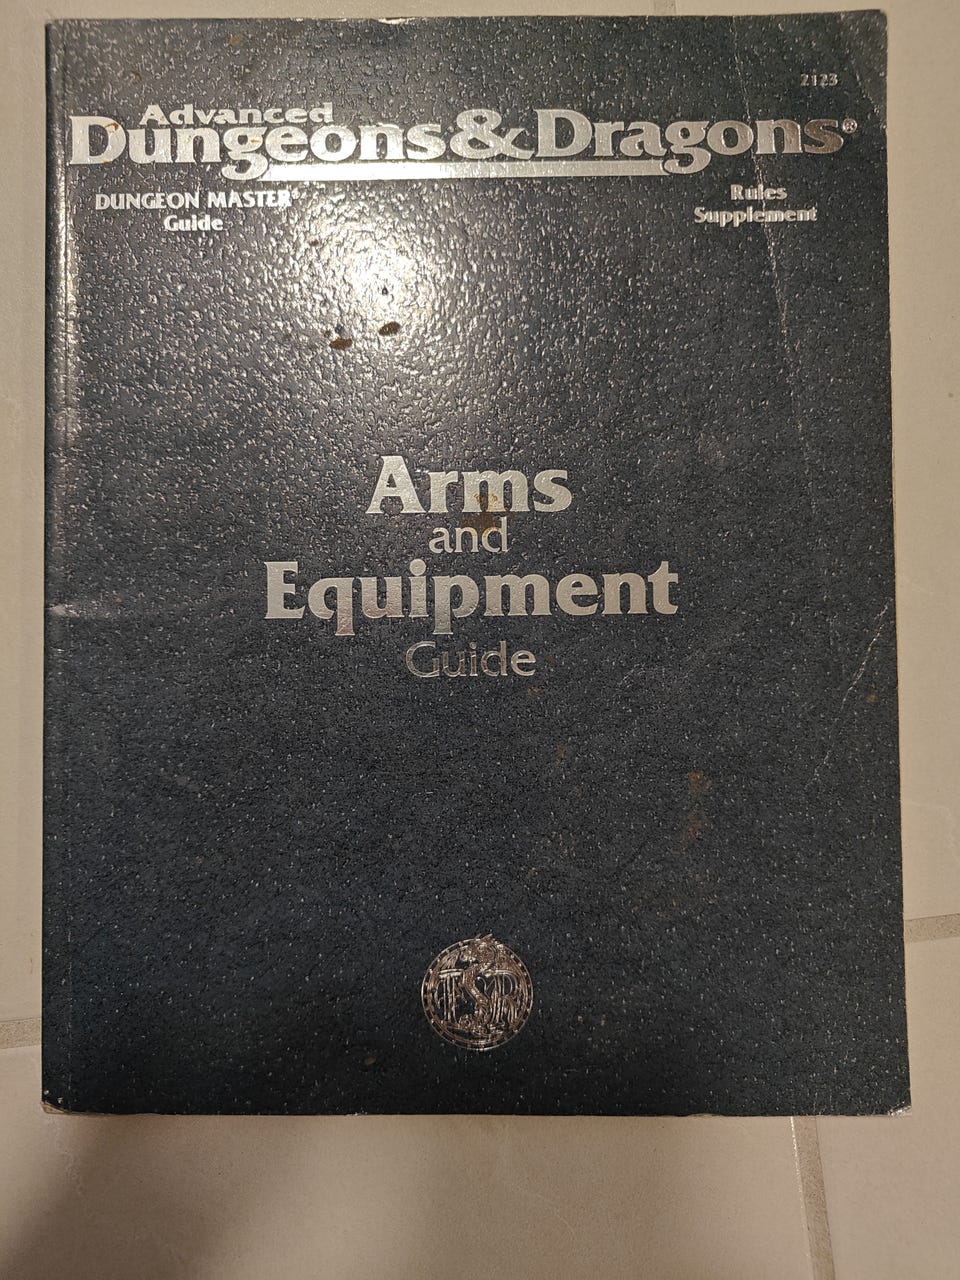 2123
Advanced
Dungeons & Dragons®
DUNGEON MASTER®
Guide
Rules
Supplement
Arms
and
Equipment
Guide
TSR